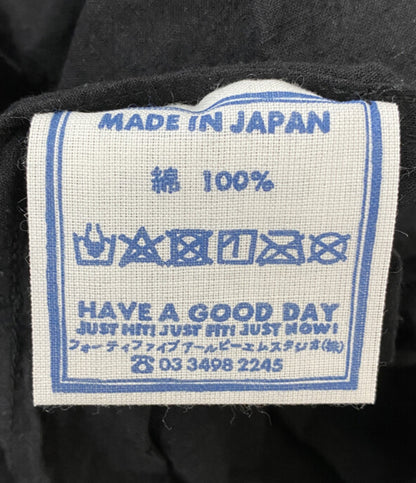 MADE IN JAPAN
綿 100%
HAVE A GOOD DAY
JUST HIT! JUST FIT! JUST NOW!
フォーティファイブアールピーエムスタジオ(株)
☎03 3498 2245